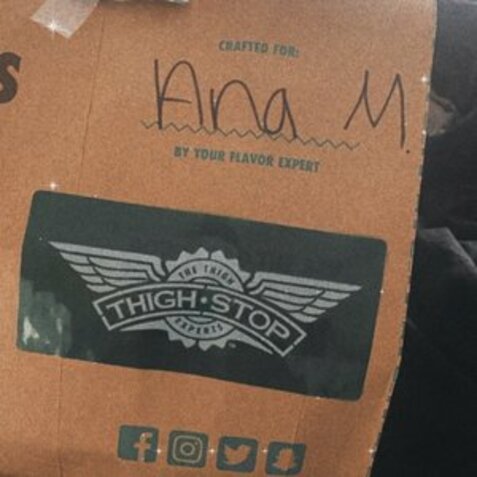 CRAFTED FOR:
Ana M.
BY YOUR FLAVOR EXPERT
THE THIGH
THIGH·STOP
EXPERTS